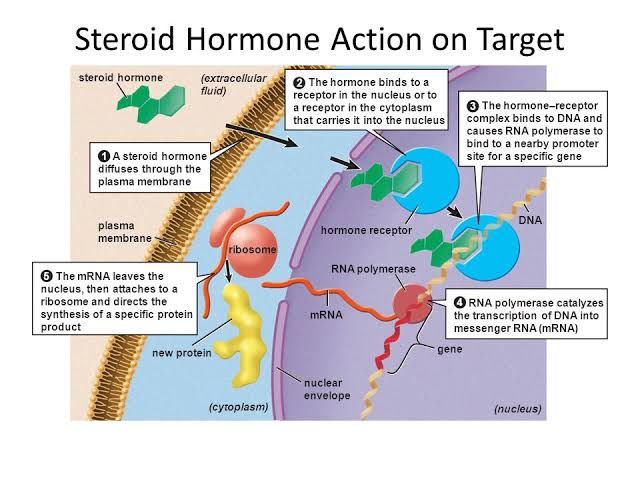 Steroid Hormone Action on Target
steroid hormone
(extracellular
fluid)
❷ The hormone binds to a
receptor in the nucleus or to
a receptor in the cytoplasm
that carries it into the nucleus
❸ The hormone–receptor
complex binds to DNA and
causes RNA polymerase to
bind to a nearby promoter
site for a specific gene
❶ A steroid hormone
diffuses through the
plasma membrane
plasma
membrane
ribosome
hormone receptor
DNA
RNA polymerase
❺ The mRNA leaves the
nucleus, then attaches to a
ribosome and directs the
synthesis of a specific protein
product
mRNA
❹ RNA polymerase catalyzes
the transcription of DNA into
messenger RNA (mRNA)
new protein
gene
nuclear
envelope
(cytoplasm)
(nucleus)